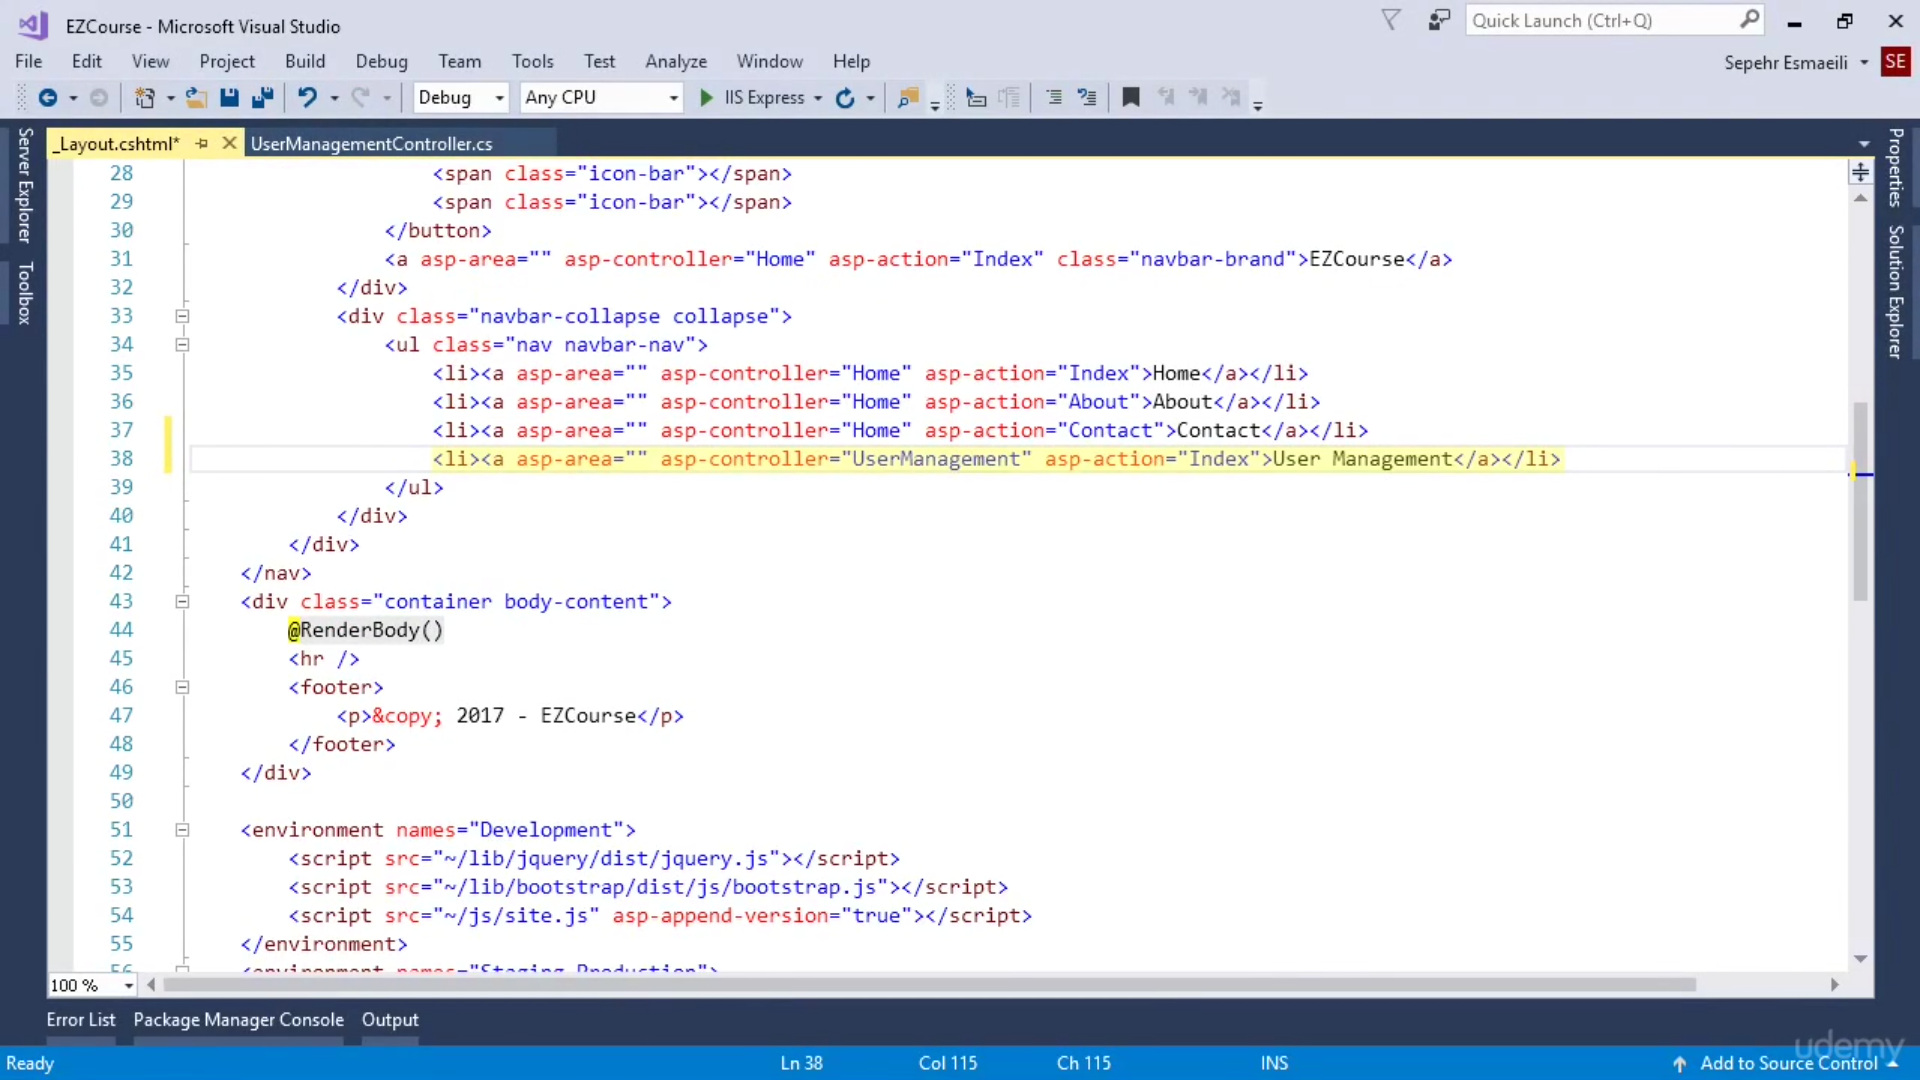 EZCourse - Microsoft Visual Studio
Quick Launch (Ctrl+Q)
File Edit View Project Build Debug Team Tools Test Analyze Window Help
Sepehr Esmaeili SE
Debug Any CPU IIS Express
_Layout.cshtml* UserManagementController.cs
Server Explorer
Toolbox
Properties
Solution Explorer
28 <span class="icon-bar"></span>
29 <span class="icon-bar"></span>
30 </button>
31 <a asp-area="" asp-controller="Home" asp-action="Index" class="navbar-brand">EZCourse</a>
32 </div>
33 <div class="navbar-collapse collapse">
34 <ul class="nav navbar-nav">
35 <li><a asp-area="" asp-controller="Home" asp-action="Index">Home</a></li>
36 <li><a asp-area="" asp-controller="Home" asp-action="About">About</a></li>
37 <li><a asp-area="" asp-controller="Home" asp-action="Contact">Contact</a></li>
38 <li><a asp-area="" asp-controller="UserManagement" asp-action="Index">User Management</a></li>
39 </ul>
40 </div>
41 </div>
42 </nav>
43 <div class="container body-content">
44 @RenderBody()
45 <hr />
46 <footer>
47 <p>&copy; 2017 - EZCourse</p>
48 </footer>
49 </div>
50
51 <environment names="Development">
52 <script src="~/lib/jquery/dist/jquery.js"></script>
53 <script src="~/lib/bootstrap/dist/js/bootstrap.js"></script>
54 <script src="~/js/site.js" asp-append-version="true"></script>
55 </environment>
56 <environment names="Staging,Production">
100 %
Error List Package Manager Console Output
Ready Ln 38 Col 115 Ch 115 INS Add to Source Control
udemy